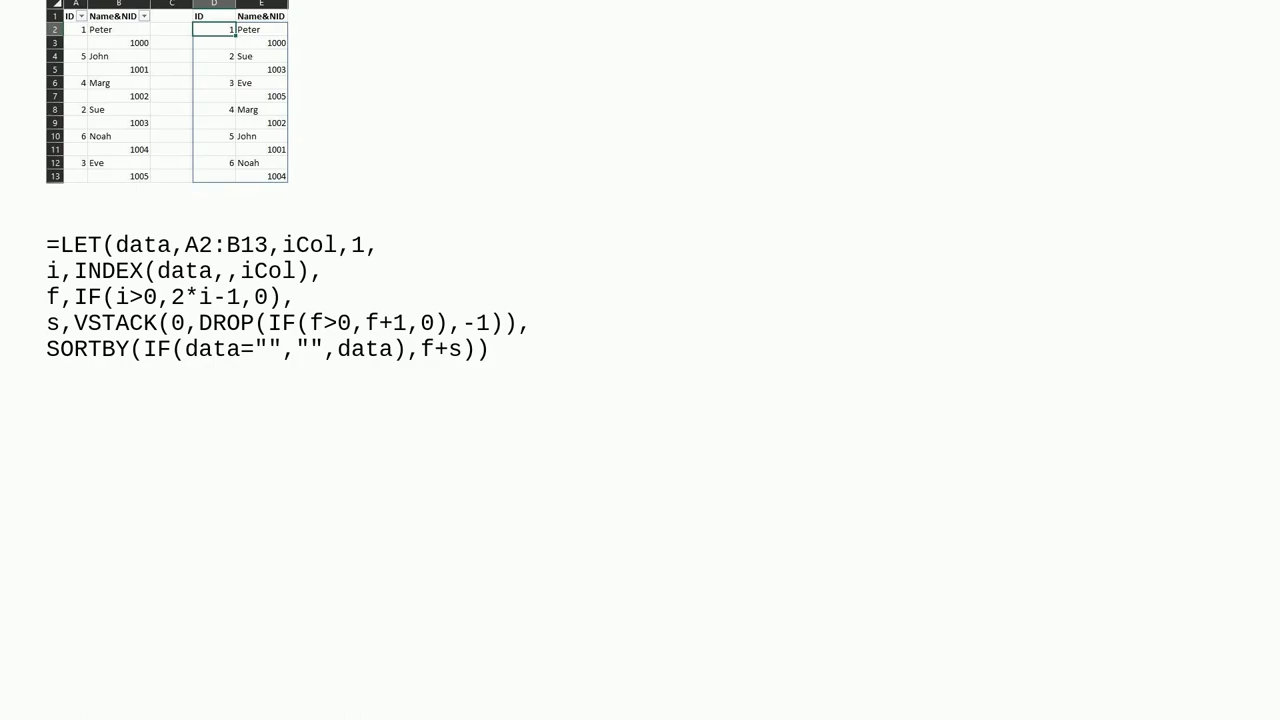 A B C D E
1 ID Name&NID ID Name&NID
2 1 Peter 1 Peter
3 1000 1000
4 5 John 2 Sue
5 1001 1003
6 4 Marg 3 Eve
7 1002 1005
8 2 Sue 4 Marg
9 1003 1002
10 6 Noah 5 John
11 1004 1001
12 3 Eve 6 Noah
13 1005 1004
=LET(data,A2:B13,iCol,1,
i,INDEX(data,,iCol),
f,IF(i>0,2*i-1,0),
s,VSTACK(0,DROP(IF(f>0,f+1,0),-1)),
SORTBY(IF(data="","",data),f+s))